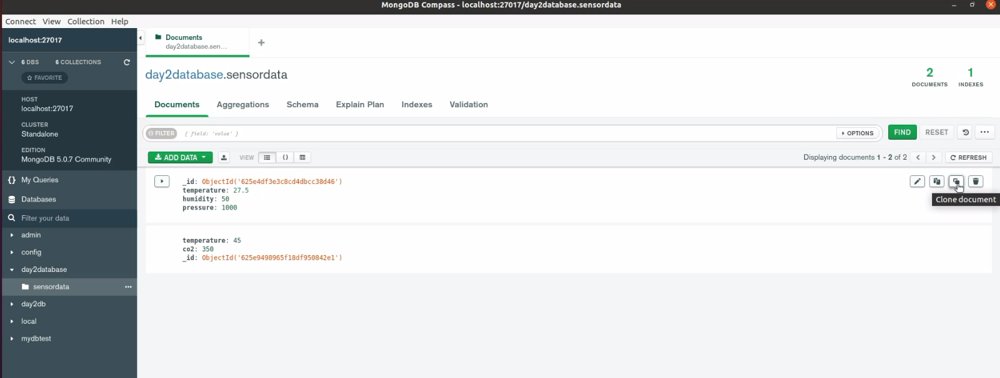 MongoDB Compass - localhost:27017/day2database.sensordata
Connect View Collection Help
localhost:27017
6 DBS 6 COLLECTIONS
FAVORITE
HOST
localhost:27017
CLUSTER
Standalone
EDITION
MongoDB 5.0.7 Community
{} My Queries
Databases
Filter your data
admin
config
day2database
sensordata
day2db
local
mydbtest
Documents
day2database.sen...
day2database.sensordata
2
DOCUMENTS
1
INDEXES
Documents Aggregations Schema Explain Plan Indexes Validation
FILTER { field: 'value' } OPTIONS FIND RESET
ADD DATA VIEW {} Displaying documents 1 - 2 of 2 REFRESH
_id: ObjectId('625e4df3e3c8cd4dbcc38d46')
temperature: 27.5
humidity: 50
pressure: 1000
Clone document
temperature: 45
co2: 350
_id: ObjectId('625e9498965f18df950842e1')